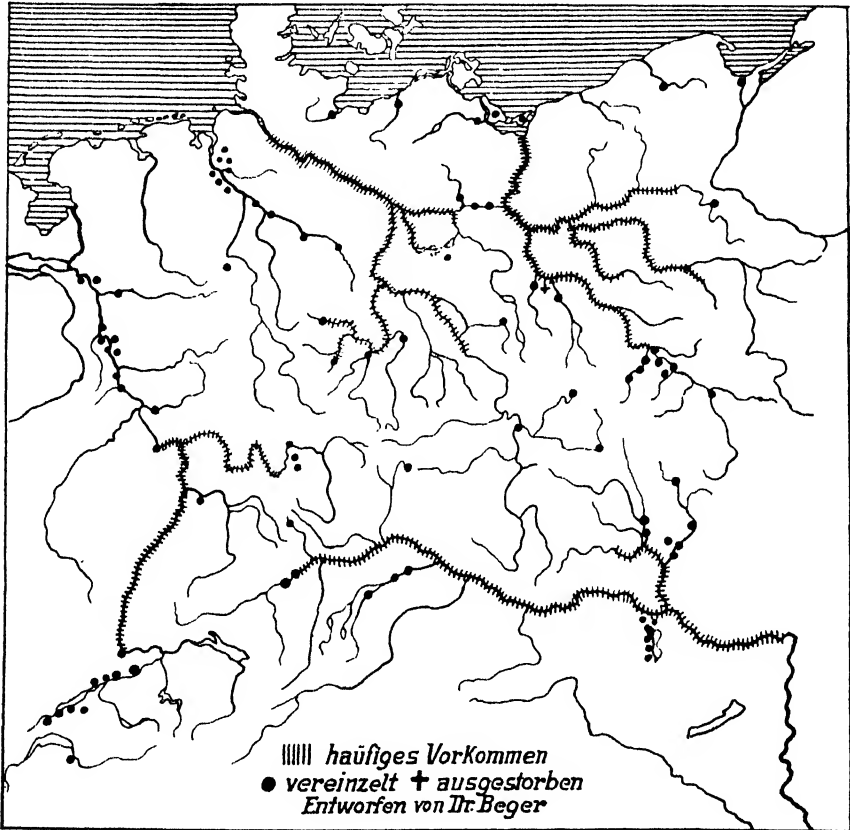 haüfiges Vorkommen
vereinzelt ✝ ausgestorben
Entworfen von Dr. Beger